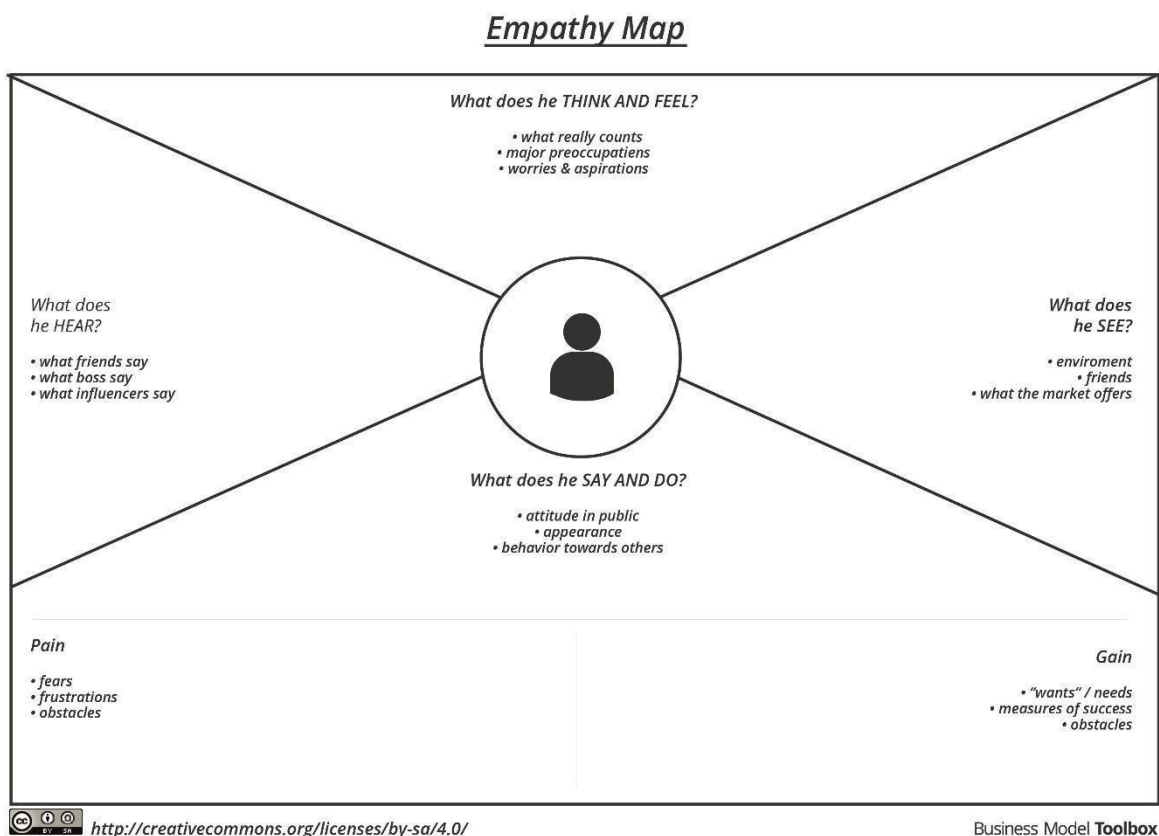 Empathy Map
What does he THINK AND FEEL?
• what really counts
• major preoccupatiens
• worries & aspirations
What does
he HEAR?
• what friends say
• what boss say
• what influencers say
What does
he SEE?
• enviroment
• friends
• what the market offers
What does he SAY AND DO?
• attitude in public
• appearance
• behavior towards others
Pain
• fears
• frustrations
• obstacles
Gain
• “wants“ / needs
• measures of success
• obstacles
cc BY SA
http://creativecommons.org/licenses/by-sa/4.0/
Business Model Toolbox